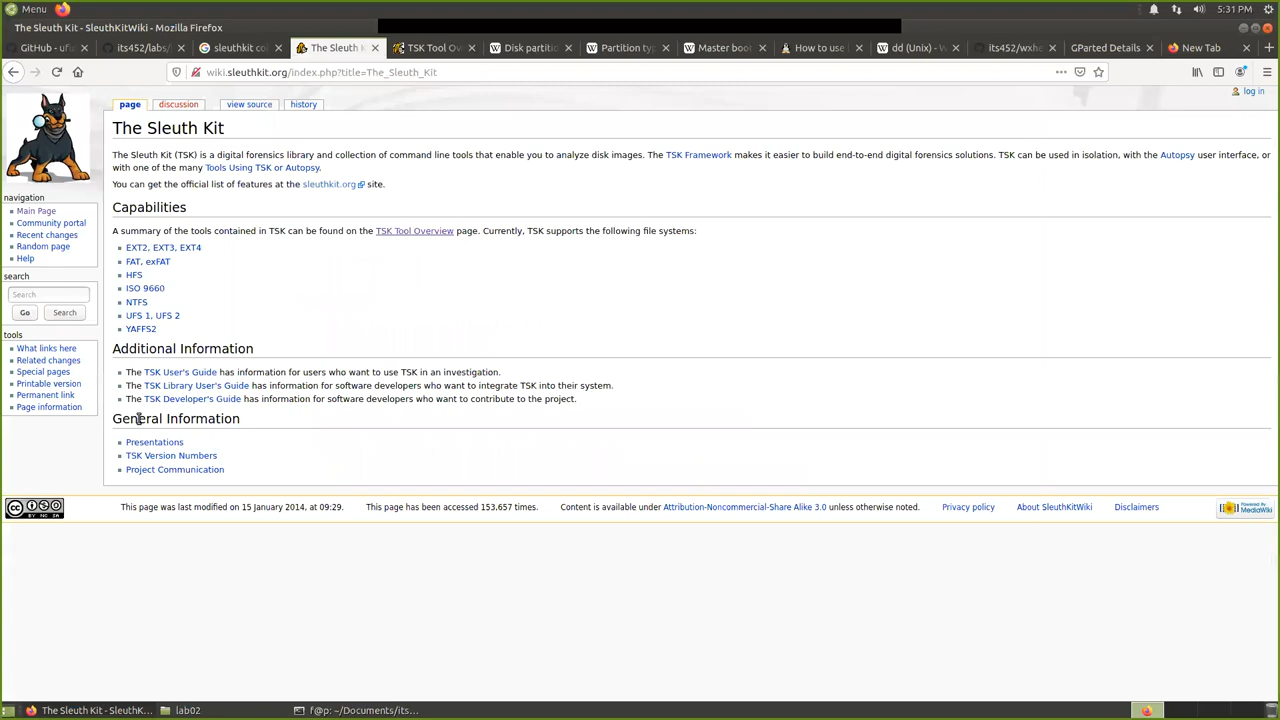 Menu
5:31 PM
The Sleuth Kit - SleuthKitWiki - Mozilla Firefox
GitHub - ufu
its452/labs/
sleuthkit co
The Sleuth K
TSK Tool Ov
Disk partiti
Partition typ
Master boot
How to use
dd (Unix) - W
its452/wxhe
GParted Details
New Tab
wiki.sleuthkit.org/index.php?title=The_Sleuth_Kit
log in
page
discussion
view source
history
The Sleuth Kit
The Sleuth Kit (TSK) is a digital forensics library and collection of command line tools that enable you to analyze disk images. The TSK Framework makes it easier to build end-to-end digital forensics solutions. TSK can be used in isolation, with the Autopsy user interface, or
with one of the many Tools Using TSK or Autopsy.
You can get the official list of features at the sleuthkit.org site.
navigation
Main Page
Community portal
Recent changes
Random page
Help
search
Search
Go
Search
tools
What links here
Related changes
Special pages
Printable version
Permanent link
Page information
Capabilities
A summary of the tools contained in TSK can be found on the TSK Tool Overview page. Currently, TSK supports the following file systems:
EXT2, EXT3, EXT4
FAT, exFAT
HFS
ISO 9660
NTFS
UFS 1, UFS 2
YAFFS2
Additional Information
The TSK User's Guide has information for users who want to use TSK in an investigation.
The TSK Library User's Guide has information for software developers who want to integrate TSK into their system.
The TSK Developer's Guide has information for software developers who want to contribute to the project.
General Information
Presentations
TSK Version Numbers
Project Communication
This page was last modified on 15 January 2014, at 09:29.
This page has been accessed 153,657 times.
Content is available under Attribution-Noncommercial-Share Alike 3.0 unless otherwise noted.
Privacy policy
About SleuthKitWiki
Disclaimers
Powered By MediaWiki
The Sleuth Kit - SleuthK...
lab02
f@p: ~/Documents/its...